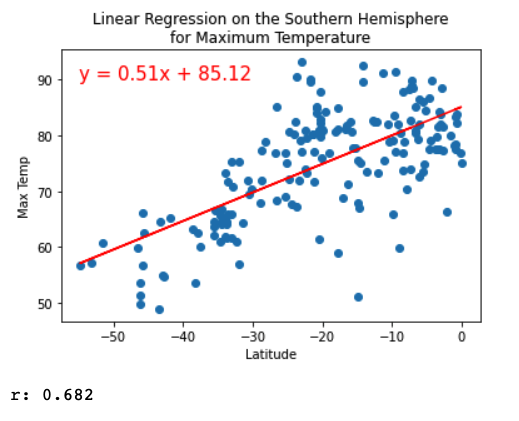 Linear Regression on the Southern Hemisphere
for Maximum Temperature
y = 0.51x + 85.12
90
80
70
60
50
Max Temp
−50
−40
−30
−20
−10
0
Latitude
r: 0.682